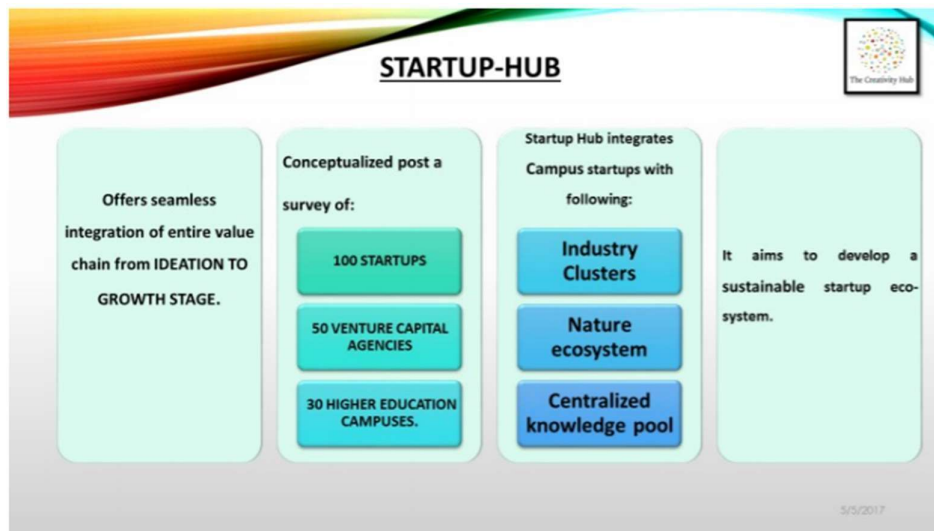 STARTUP-HUB
The Creativity Hub
Offers seamless
integration of entire value
chain from IDEATION TO
GROWTH STAGE.
Conceptualized post a
survey of:
100 STARTUPS
50 VENTURE CAPITAL
AGENCIES
30 HIGHER EDUCATION
CAMPUSES.
Startup Hub integrates
Campus startups with
following:
Industry
Clusters
Nature
ecosystem
Centralized
knowledge pool
It aims to develop a
sustainable startup eco-
system.
5/5/2017